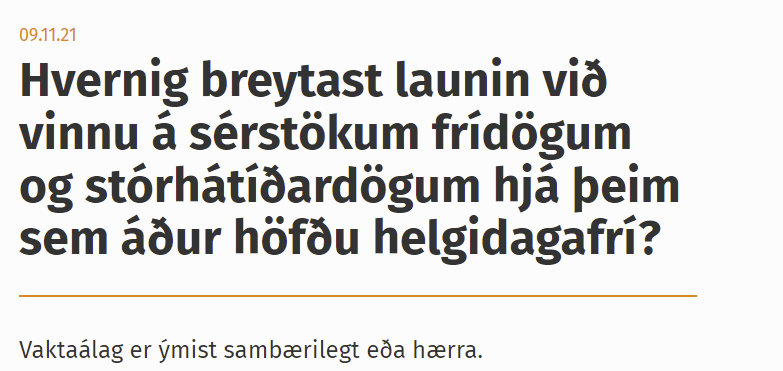 09.11.21
Hvernig breytast launin við
vinnu á sérstökum frídögum
og stórhátíðardögum hjá þeim
sem áður höfðu helgidagafrí?
Vaktaálag er ýmist sambærilegt eða hærra.